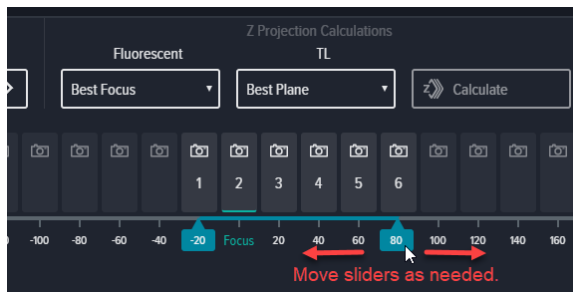 Z Projection Calculations
Fluorescent TL
Best Focus Best Plane Calculate
1 2 3 4 5 6
-100 -80 -60 -40 -20 Focus 20 40 60 80 100 120 140 160
Move sliders as needed.